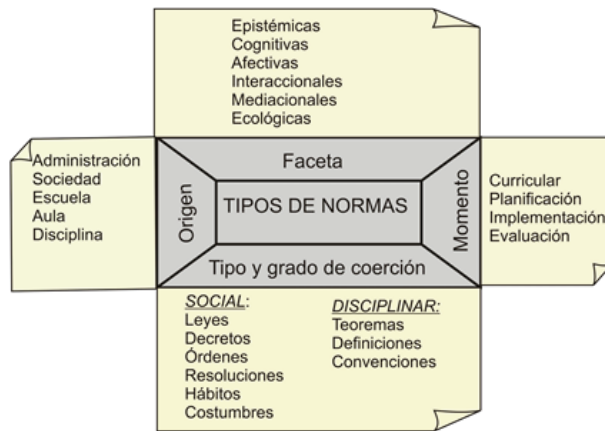 Epistémicas
Cognitivas
Afectivas
Interaccionales
Mediacionales
Ecológicas
Administración
Sociedad
Escuela
Aula
Disciplina
Origen
Faceta
TIPOS DE NORMAS
Tipo y grado de coerción
Momento
Curricular
Planificación
Implementación
Evaluación
SOCIAL:
Leyes
Decretos
Órdenes
Resoluciones
Hábitos
Costumbres
DISCIPLINAR:
Teoremas
Definiciones
Convenciones